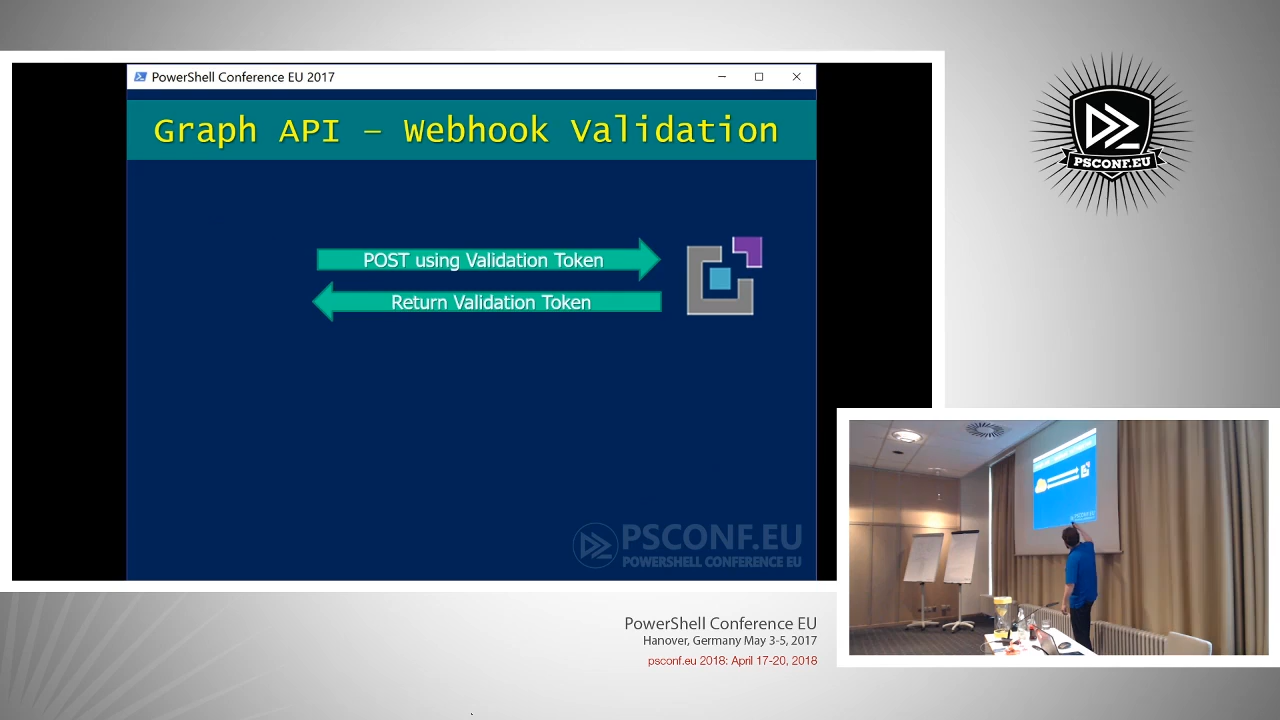 PowerShell Conference EU 2017
Graph API – Webhook Validation
POST using Validation Token
Return Validation Token
PSCONF.EU
POWERSHELL CONFERENCE EU
PSCONF.EU
PowerShell Conference EU
Hanover, Germany May 3-5, 2017
psconf.eu 2018: April 17-20, 2018